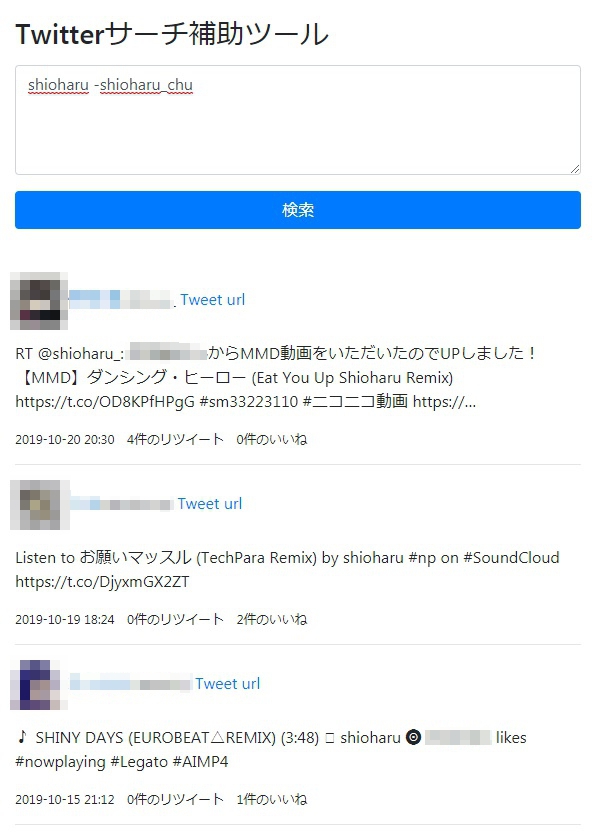 Twitterサーチ補助ツール
shioharu -shioharu_chu
検索
Tweet url
RT @shioharu_: からMMD動画をいただいたのでUPしました！
【MMD】ダンシング・ヒーロー (Eat You Up Shioharu Remix)
https://t.co/OD8KPfHPgG #sm33223110 #ニコニコ動画 https://…
2019-10-20 20:30 4件のリツイート 0件のいいね
Tweet url
Listen to お願いマッスル (TechPara Remix) by shioharu #np on #SoundCloud
https://t.co/DjyxmGX2ZT
2019-10-19 18:24 0件のリツイート 2件のいいね
Tweet url
♪ SHINY DAYS (EUROBEAT△REMIX) (3:48) shioharu likes
#nowplaying #Legato #AIMP4
2019-10-15 21:12 0件のリツイート 1件のいいね